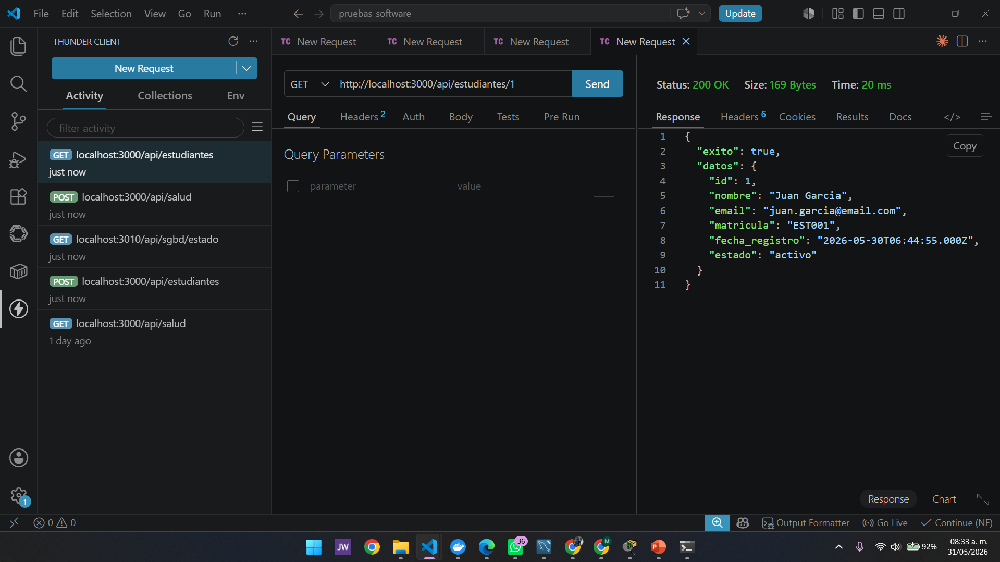 File Edit Selection View Go Run ···
pruebas-software
Update
THUNDER CLIENT
New Request
Activity Collections Env
filter activity
GET localhost:3000/api/estudiantes
just now
POST localhost:3000/api/salud
just now
GET localhost:3010/api/sgbd/estado
just now
POST localhost:3000/api/estudiantes
just now
GET localhost:3000/api/salud
1 day ago
TC New Request
TC New Request
TC New Request
TC New Request
GET http://localhost:3000/api/estudiantes/1 Send
Query Headers 2 Auth Body Tests Pre Run
Query Parameters
parameter value
Status: 200 OK Size: 169 Bytes Time: 20 ms
Response Headers 6 Cookies Results Docs </>
Copy
1 {
2 "exito": true,
3 "datos": {
4 "id": 1,
5 "nombre": "Juan Garcia",
6 "email": "juan.garcia@email.com",
7 "matricula": "EST001",
8 "fecha_registro": "2026-05-30T06:44:55.000Z",
9 "estado": "activo"
10 }
11 }
Response Chart
1
0 0
Output Formatter Go Live Continue (NE)
JW
36
M
P
92%
08:33 a. m.
31/05/2026